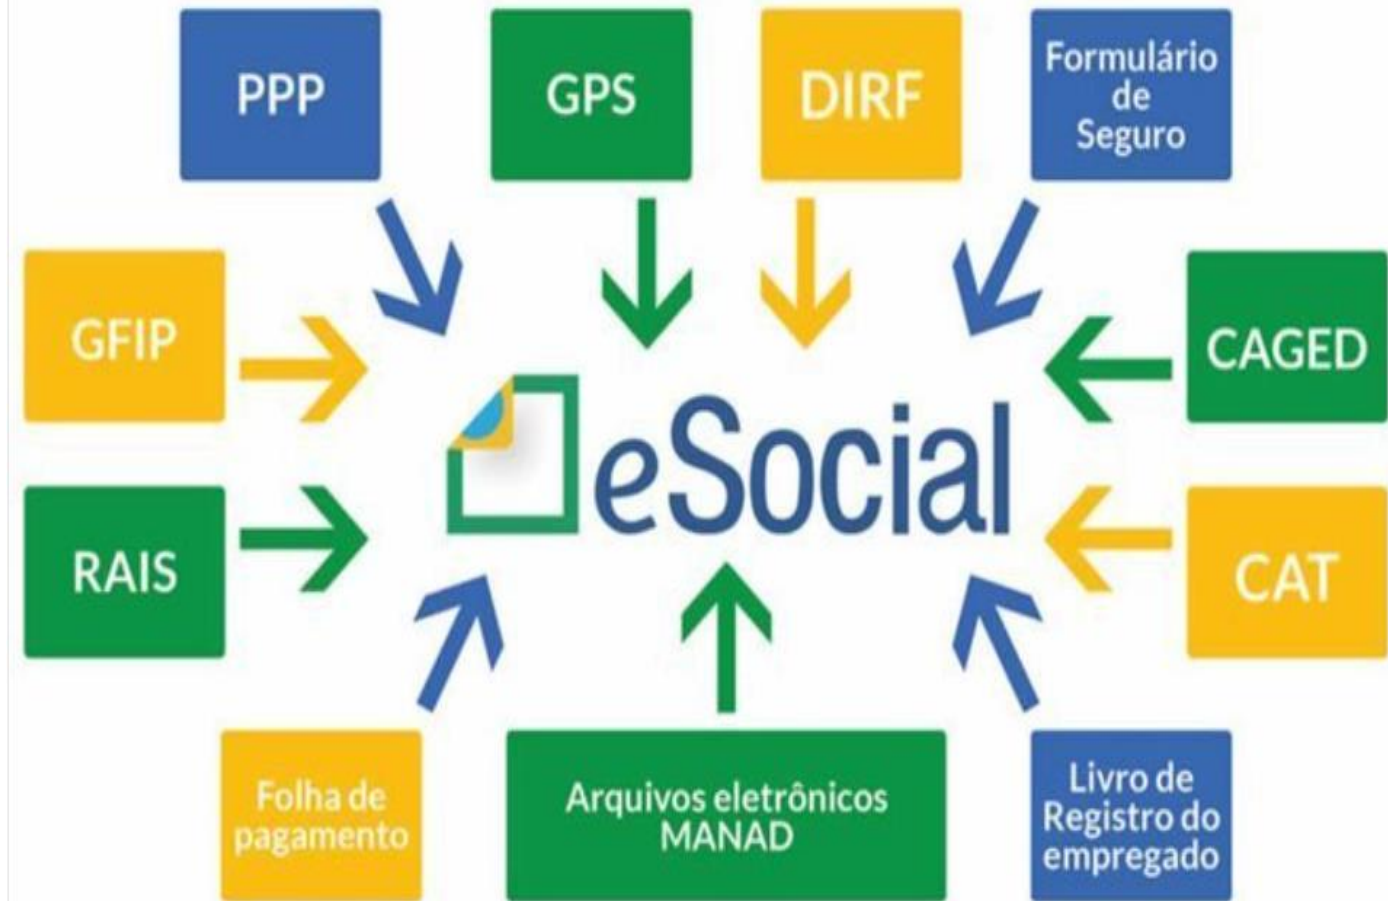 PPP
GPS
DIRF
Formulário
de
Seguro
GFIP
CAGED
eSocial
RAIS
CAT
Folha de
pagamento
Arquivos eletrônicos
MANAD
Livro de
Registro do
empregado